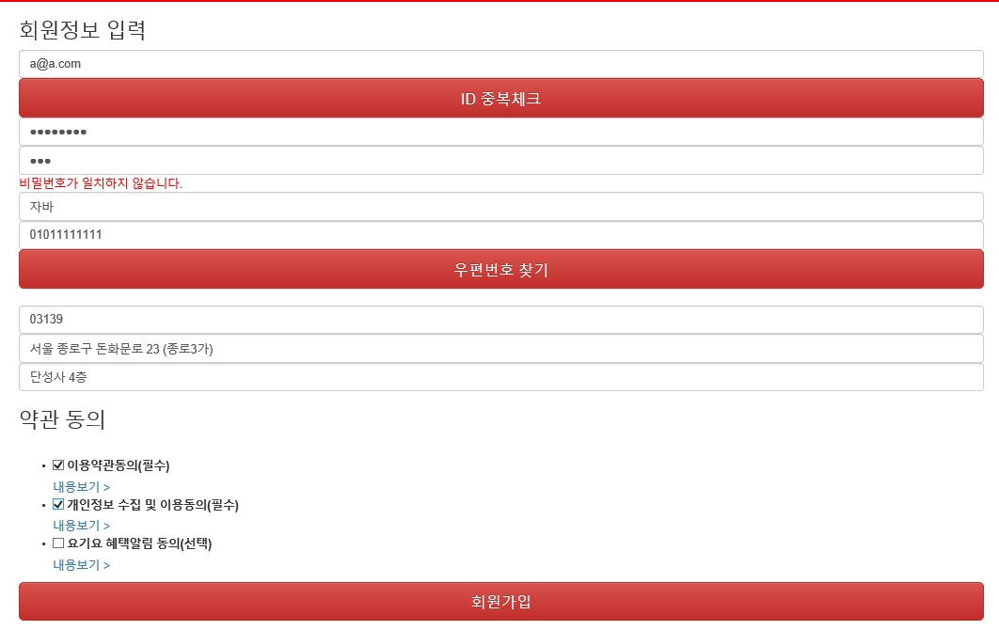 회원정보 입력
a@a.com
ID 중복체크
●●●●●●●●
●●●
비밀번호가 일치하지 않습니다.
자바
01011111111
우편번호 찾기
03139
서울 종로구 돈화문로 23 (종로3가)
단성사 4층
약관 동의
이용약관동의(필수)
내용보기 >
개인정보 수집 및 이용동의(필수)
내용보기 >
요기요 혜택알림 동의(선택)
내용보기 >
회원가입